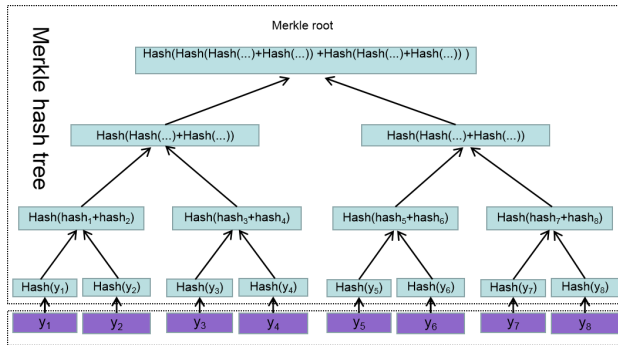 Merkle root
Merkle hash tree
Hash(Hash(Hash(...)+Hash(...)) +Hash(Hash(...)+Hash(...)) )
Hash(Hash(...)+Hash(...))
Hash(Hash(...)+Hash(...))
Hash(hash₁+hash₂)
Hash(hash₃+hash₄)
Hash(hash₅+hash₆)
Hash(hash₇+hash₈)
Hash(y₁)
Hash(y₂)
Hash(y₃)
Hash(y₄)
Hash(y₅)
Hash(y₆)
Hash(y₇)
Hash(y₈)
y₁
y₂
y₃
y₄
y₅
y₆
y₇
y₈